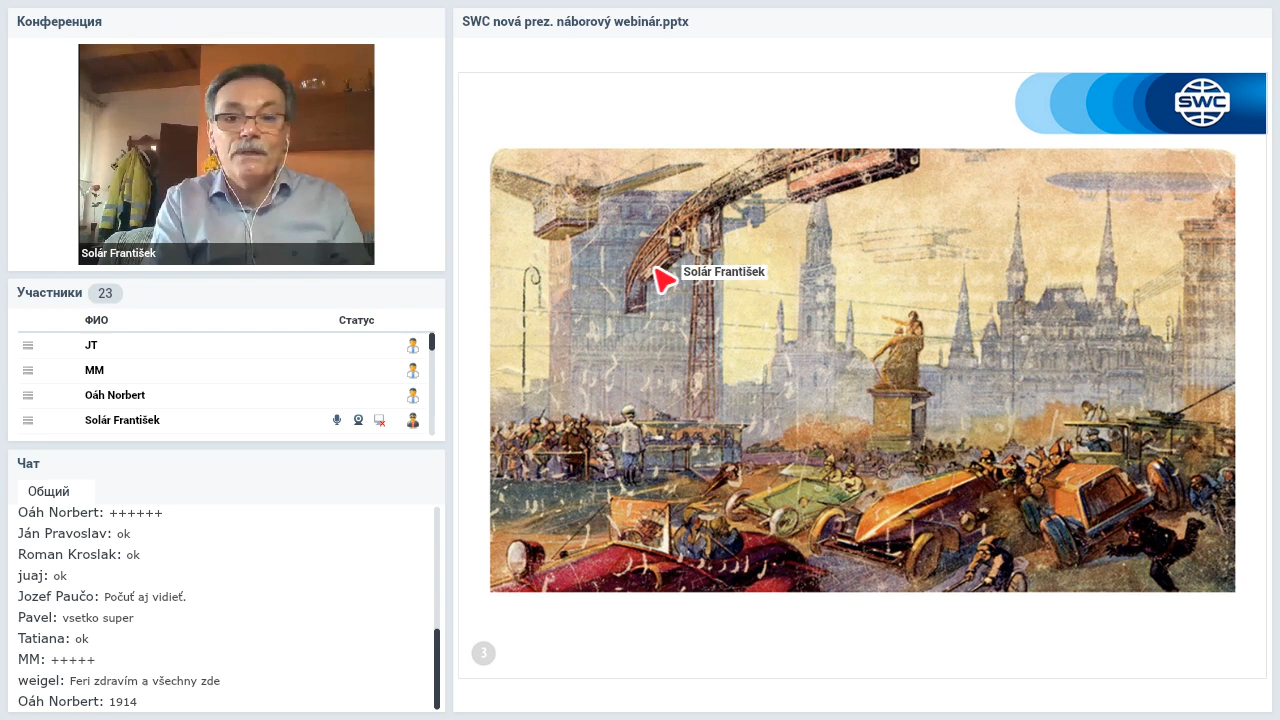 Конференция
Solár František
Участники 23
ФИО Статус
JT
MM
Oáh Norbert
Solár František
Чат
Общий
Oáh Norbert: ++++++
Ján Pravoslav: ok
Roman Kroslak: ok
juaj: ok
Jozef Paučo: Počuť aj vidieť.
Pavel: vsetko super
Tatiana: ok
MM: +++++
weigel: Feri zdravím a všechny zde
Oáh Norbert: 1914
SWC nová prez. náborový webinár.pptx
SWC
Solár František
3